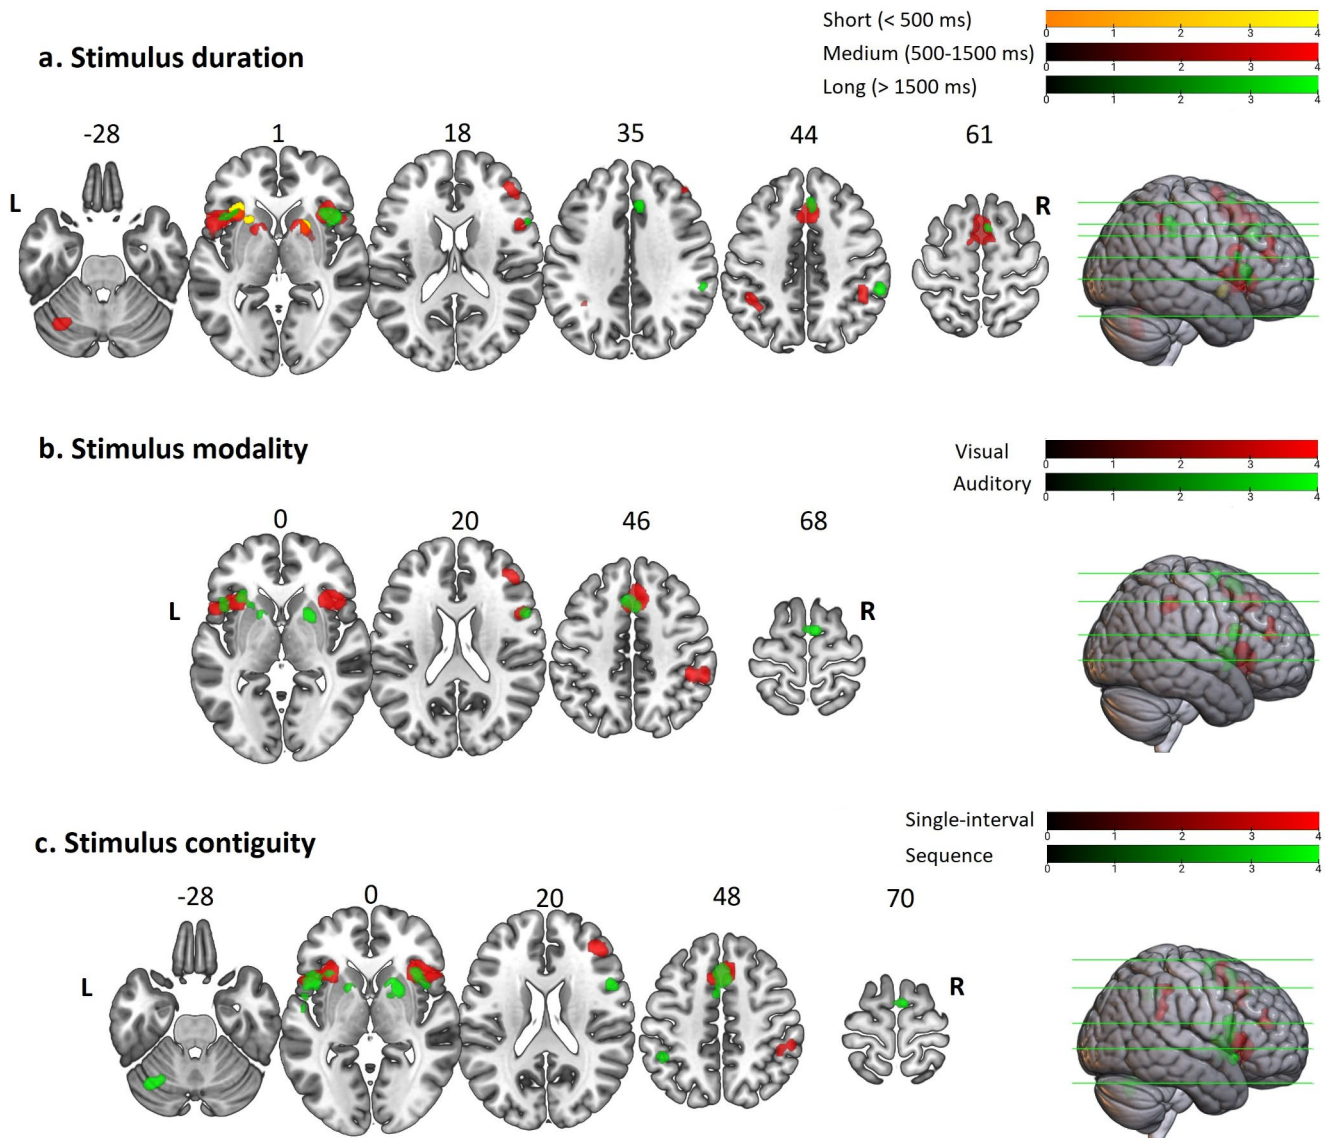 Short (< 500 ms)
0 1 2 3 4
a. Stimulus duration
Medium (500-1500 ms)
0 1 2 3 4
Long (> 1500 ms)
0 1 2 3 4
-28 1 18 35 44 61
L R
b. Stimulus modality
Visual
0 1 2 3 4
Auditory
0 1 2 3 4
0 20 46 68
L R
Single-interval
0 1 2 3 4
c. Stimulus contiguity
Sequence
0 1 2 3 4
-28 0 20 48 70
L R